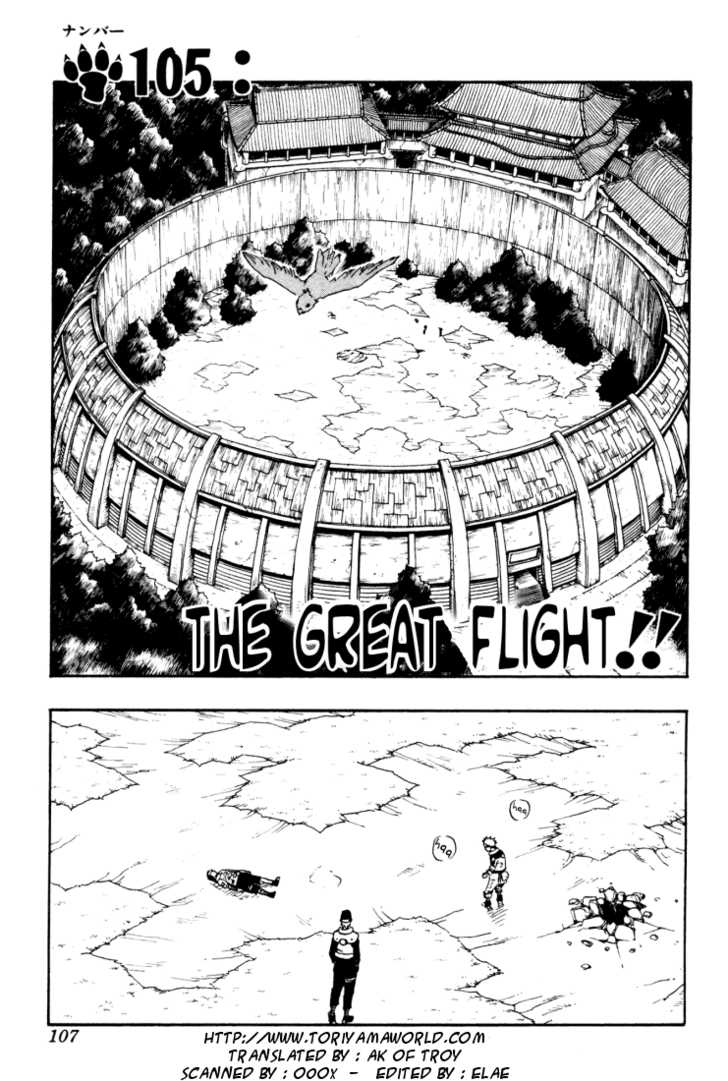 ナンバー
105:
THE GREAT FLIGHT!!
haa
haa
107
HTTP://WWW.TORIYAMAWORLD.COM
TRANSLATED BY : AK OF TROY
SCANNED BY : OOOX - EDITED BY : ELAE